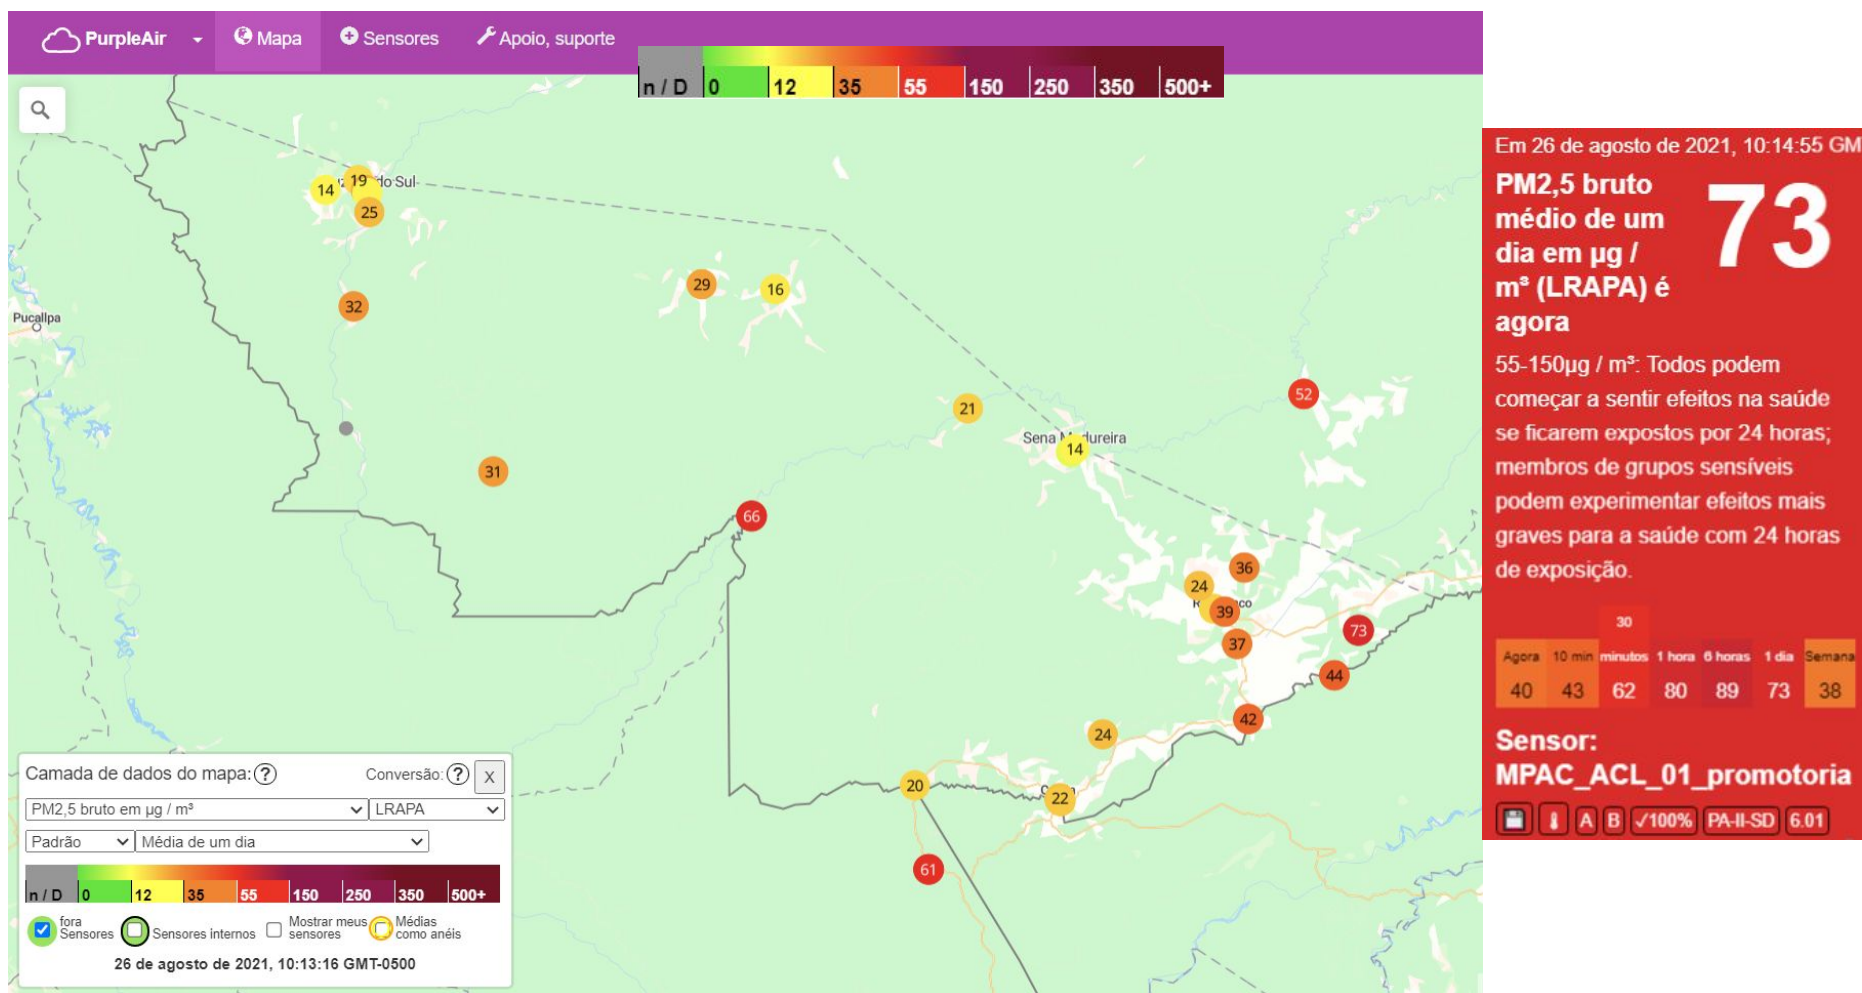 PurpleAir Mapa Sensores Apoio, suporte
n / D 0 12 35 55 150 250 350 500+
14 19 do Sul
25
29
16
32
Pucallpa
52
21
Sena Madureira
14
31
66
36
24
39
37
73
44
42
24
20
22
61
Camada de dados do mapa: ? Conversão: ? X
PM2,5 bruto em µg / m³ LRAPA
Padrão Média de um dia
n / D 0 12 35 55 150 250 350 500+
fora Sensores
Sensores internos
Mostrar meus sensores
Médias como anéis
26 de agosto de 2021, 10:13:16 GMT-0500
Em 26 de agosto de 2021, 10:14:55 GM
PM2,5 bruto
médio de um
dia em µg /
m³ (LRAPA) é
agora
73
55-150µg / m³: Todos podem
começar a sentir efeitos na saúde
se ficarem expostos por 24 horas;
membros de grupos sensíveis
podem experimentar efeitos mais
graves para a saúde com 24 horas
de exposição.
Agora 10 min 30 minutos 1 hora 6 horas 1 dia Semana
40 43 62 80 89 73 38
Sensor:
MPAC_ACL_01_promotoria
A B √100% PA-II-SD 6.01